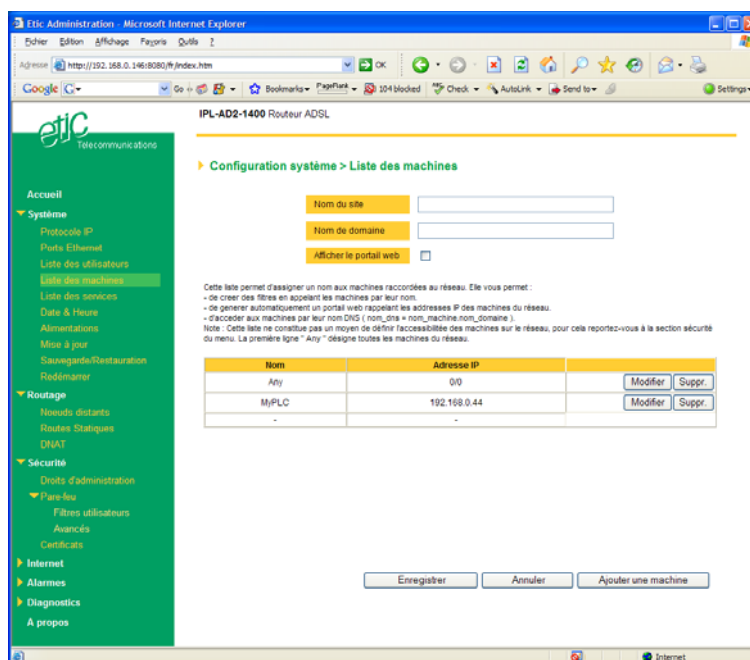 Etic Administration - Microsoft Internet Explorer
Fichier Edition Affichage Favoris Outils ?
Adresse http://192.168.0.146:8080/fr/index.htm OK
Google G Go Bookmarks PageRank 104 blocked Check AutoLink Send to Settings
etic
Telecommunications
IPL-AD2-1400 Routeur ADSL
Configuration système > Liste des machines
Nom du site
Nom de domaine
Afficher le portail web
Cette liste permet d'assigner un nom aux machines raccordées au réseau. Elle vous permet :
- de creer des filtres en appelant les machines par leur nom.
- de generer automatiquement un portail web rappelant les addresses IP des machines du réseau.
- d'acceder aux machines par leur nom DNS ( nom_dns = nom_machine.nom_domaine ).
Note : Cette liste ne constitue pas un moyen de définir l'accessibilitée des machines sur le réseau, pour cela reportez-vous à la section sécurité
du menu. La première ligne " Any " désigne toutes les machines du réseau.
Nom Adresse IP
Any 0/0 Modifier Suppr.
MyPLC 192.168.0.44 Modifier Suppr.
- -
Enregistrer Annuler Ajouter une machine
Accueil
Système
Protocole IP
Ports Ethernet
Liste des utilisateurs
Liste des machines
Liste des services
Date & Heure
Alimentations
Mise à jour
Sauvegarde/Restauration
Redémarrer
Routage
Noeuds distants
Routes Statiques
DNAT
Sécurité
Droits d'administration
Pare-feu
Filtres utilisateurs
Avancés
Certificats
Internet
Alarmes
Diagnostics
A propos
Internet